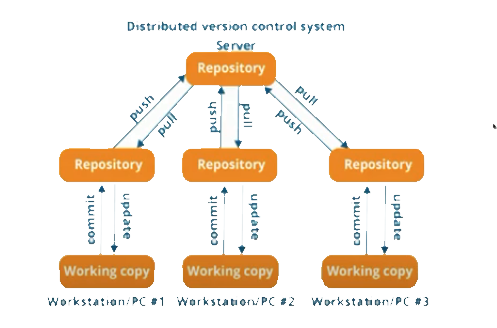 Distributed version control system
Server
Repository
push
pull
push
pull
push
pull
Repository
Repository
Repository
commit
update
commit
update
commit
update
Working copy
Working copy
Working copy
Workstation/PC #1
Workstation/PC #2
Workstation/PC #3